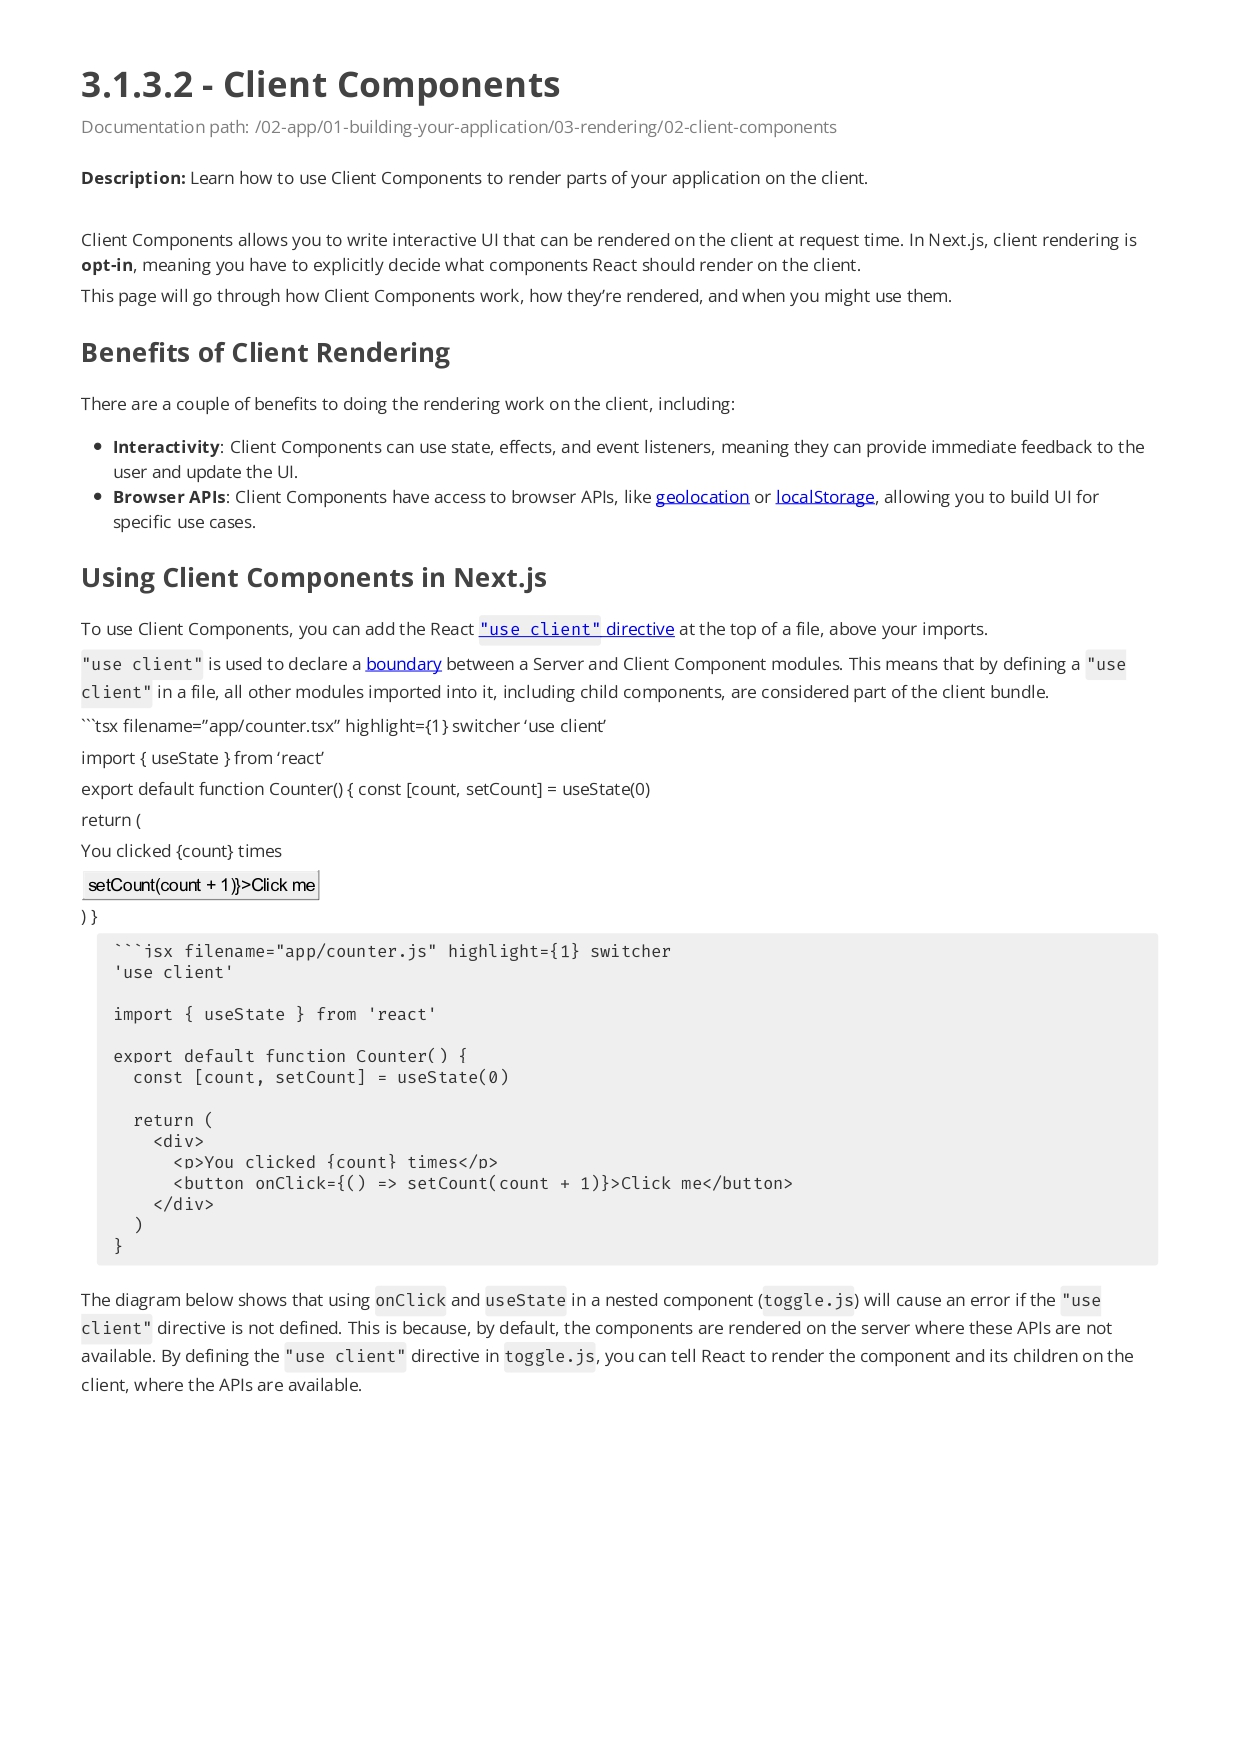 3.1.3.2 - Client Components
Documentation path: /02-app/01-building-your-application/03-rendering/02-client-components
Description: Learn how to use Client Components to render parts of your application on the client.
Client Components allows you to write interactive UI that can be rendered on the client at request time. In Next.js, client rendering is
opt-in, meaning you have to explicitly decide what components React should render on the client.
This page will go through how Client Components work, how they’re rendered, and when you might use them.
Benefits of Client Rendering
There are a couple of benefits to doing the rendering work on the client, including:
• Interactivity: Client Components can use state, effects, and event listeners, meaning they can provide immediate feedback to the
user and update the UI.
• Browser APIs: Client Components have access to browser APIs, like geolocation or localStorage, allowing you to build UI for
specific use cases.
Using Client Components in Next.js
To use Client Components, you can add the React "use client" directive at the top of a file, above your imports.
"use client" is used to declare a boundary between a Server and Client Component modules. This means that by defining a "use
client" in a file, all other modules imported into it, including child components, are considered part of the client bundle.
```tsx filename=”app/counter.tsx” highlight={1} switcher ‘use client’
import { useState } from ‘react’
export default function Counter() { const [count, setCount] = useState(0)
return (
You clicked {count} times
setCount(count + 1)}>Click me
) }
```jsx filename="app/counter.js" highlight={1} switcher
'use client'
import { useState } from 'react'
export default function Counter() {
  const [count, setCount] = useState(0)
  return (
    <div>
      <p>You clicked {count} times</p>
      <button onClick={() => setCount(count + 1)}>Click me</button>
    </div>
  )
}
The diagram below shows that using onClick and useState in a nested component (toggle.js) will cause an error if the "use
client" directive is not defined. This is because, by default, the components are rendered on the server where these APIs are not
available. By defining the "use client" directive in toggle.js, you can tell React to render the component and its children on the
client, where the APIs are available.